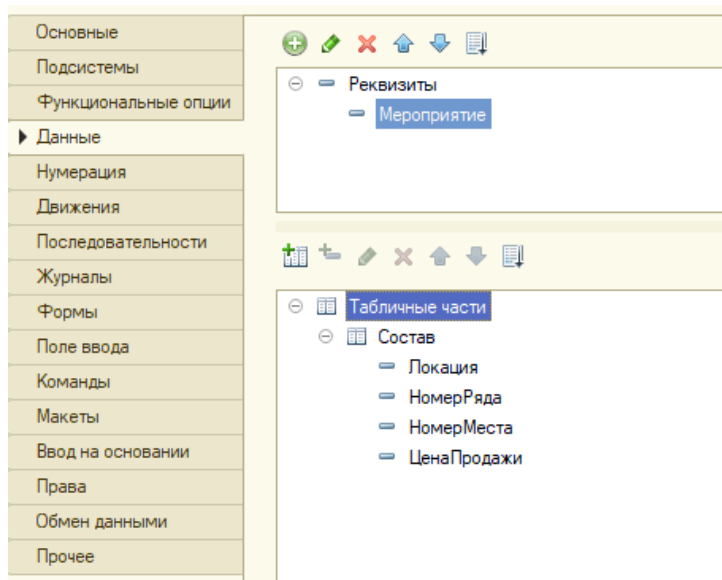 Основные
Подсистемы
Функциональные опции
Данные
Нумерация
Движения
Последовательности
Журналы
Формы
Поле ввода
Команды
Макеты
Ввод на основании
Права
Обмен данными
Прочее
Реквизиты
Мероприятие
Табличные части
Состав
Локация
НомерРяда
НомерМеста
ЦенаПродажи